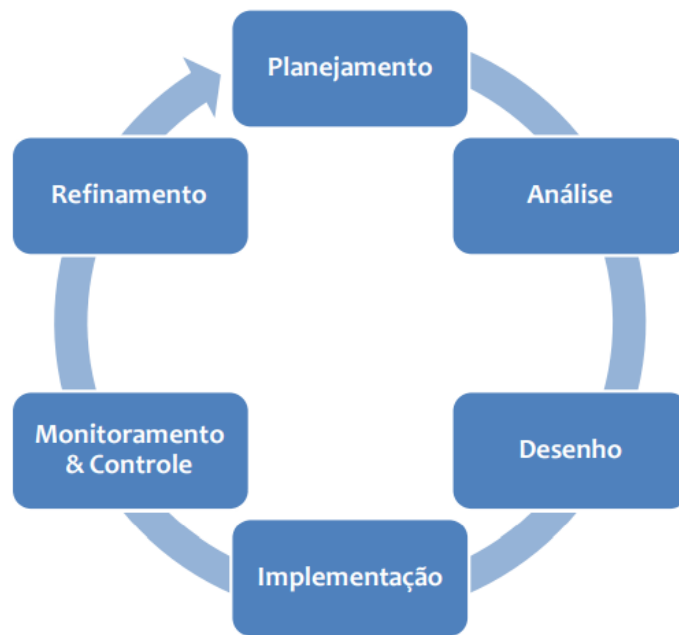 Planejamento
Análise
Desenho
Implementação
Monitoramento
& Controle
Refinamento